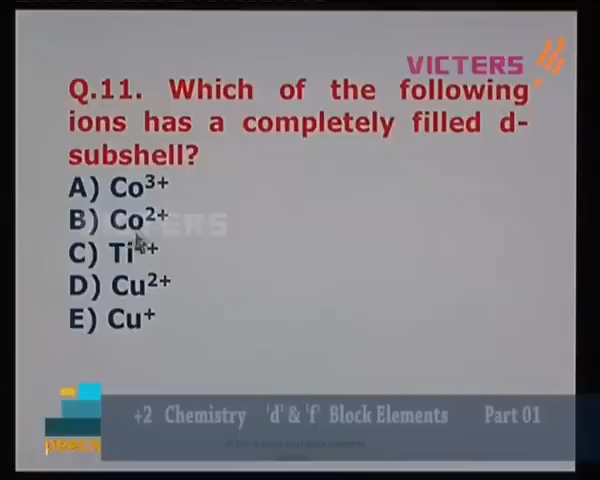 VICTERS
Q.11. Which of the following
ions has a completely filled d-
subshell?
A) Co³⁺
B) Co²⁺
VICTERS
C) Ti⁺
D) Cu²⁺
E) Cu⁺
+2 Chemistry 'd' & 'f' Block Elements Part 01